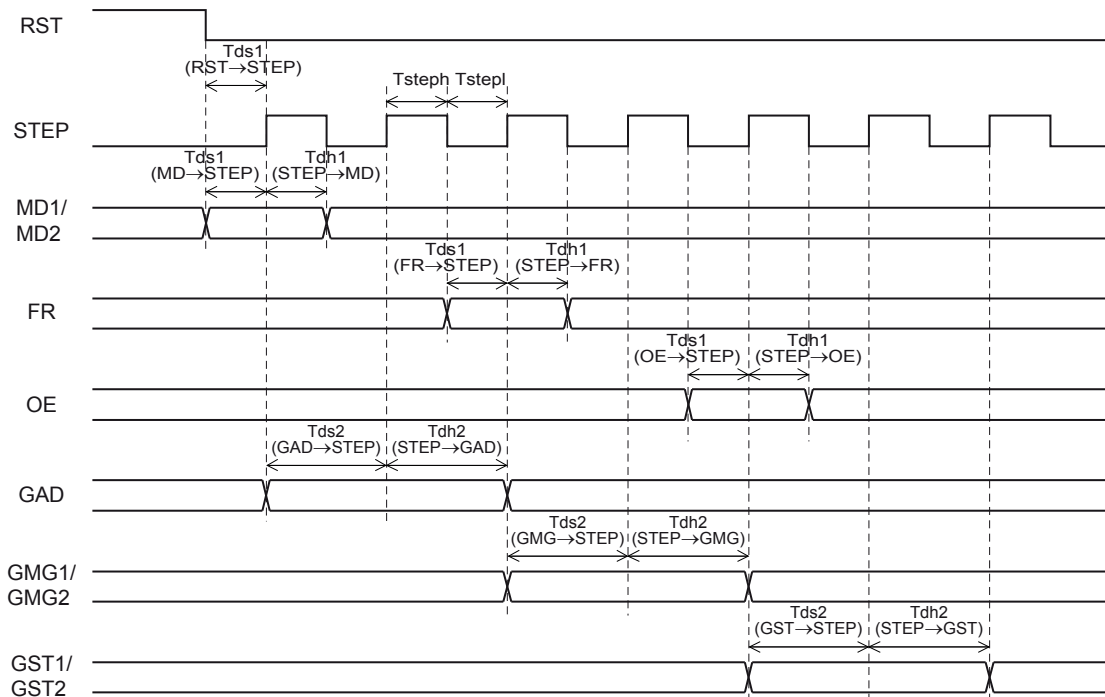 RST
Tds1
(RST→STEP)
Tsteph
Tstepl
STEP
Tds1
(MD→STEP)
Tdh1
(STEP→MD)
MD1/
MD2
Tds1
(FR→STEP)
Tdh1
(STEP→FR)
FR
Tds1
(OE→STEP)
Tdh1
(STEP→OE)
OE
Tds2
(GAD→STEP)
Tdh2
(STEP→GAD)
GAD
Tds2
(GMG→STEP)
Tdh2
(STEP→GMG)
GMG1/
GMG2
Tds2
(GST→STEP)
Tdh2
(STEP→GST)
GST1/
GST2